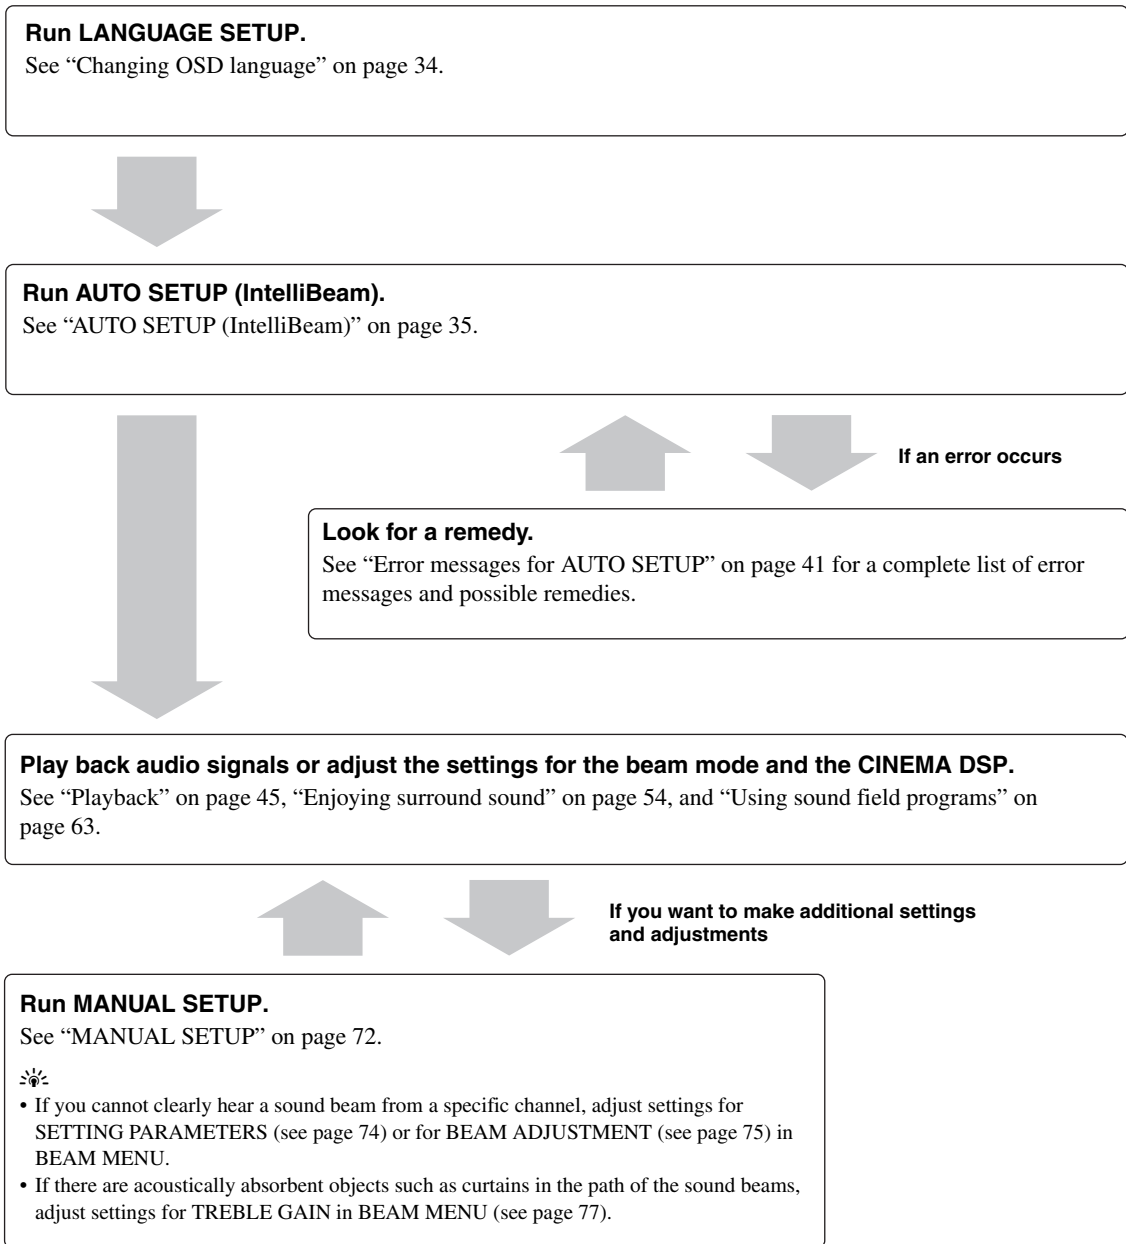 Run LANGUAGE SETUP.
See “Changing OSD language” on page 34.
Run AUTO SETUP (IntelliBeam).
See “AUTO SETUP (IntelliBeam)” on page 35.
If an error occurs
Look for a remedy.
See “Error messages for AUTO SETUP” on page 41 for a complete list of error
messages and possible remedies.
Play back audio signals or adjust the settings for the beam mode and the CINEMA DSP.
See “Playback” on page 45, “Enjoying surround sound” on page 54, and “Using sound field programs” on
page 63.
If you want to make additional settings
and adjustments
Run MANUAL SETUP.
See “MANUAL SETUP” on page 72.
• If you cannot clearly hear a sound beam from a specific channel, adjust settings for
SETTING PARAMETERS (see page 74) or for BEAM ADJUSTMENT (see page 75) in
BEAM MENU.
• If there are acoustically absorbent objects such as curtains in the path of the sound beams,
adjust settings for TREBLE GAIN in BEAM MENU (see page 77).